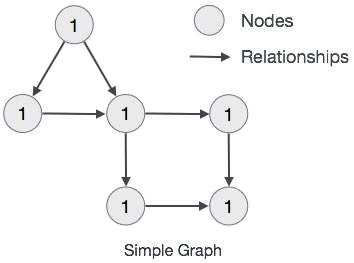 1
Nodes
Relationships
1 1 1
1 1
Simple Graph